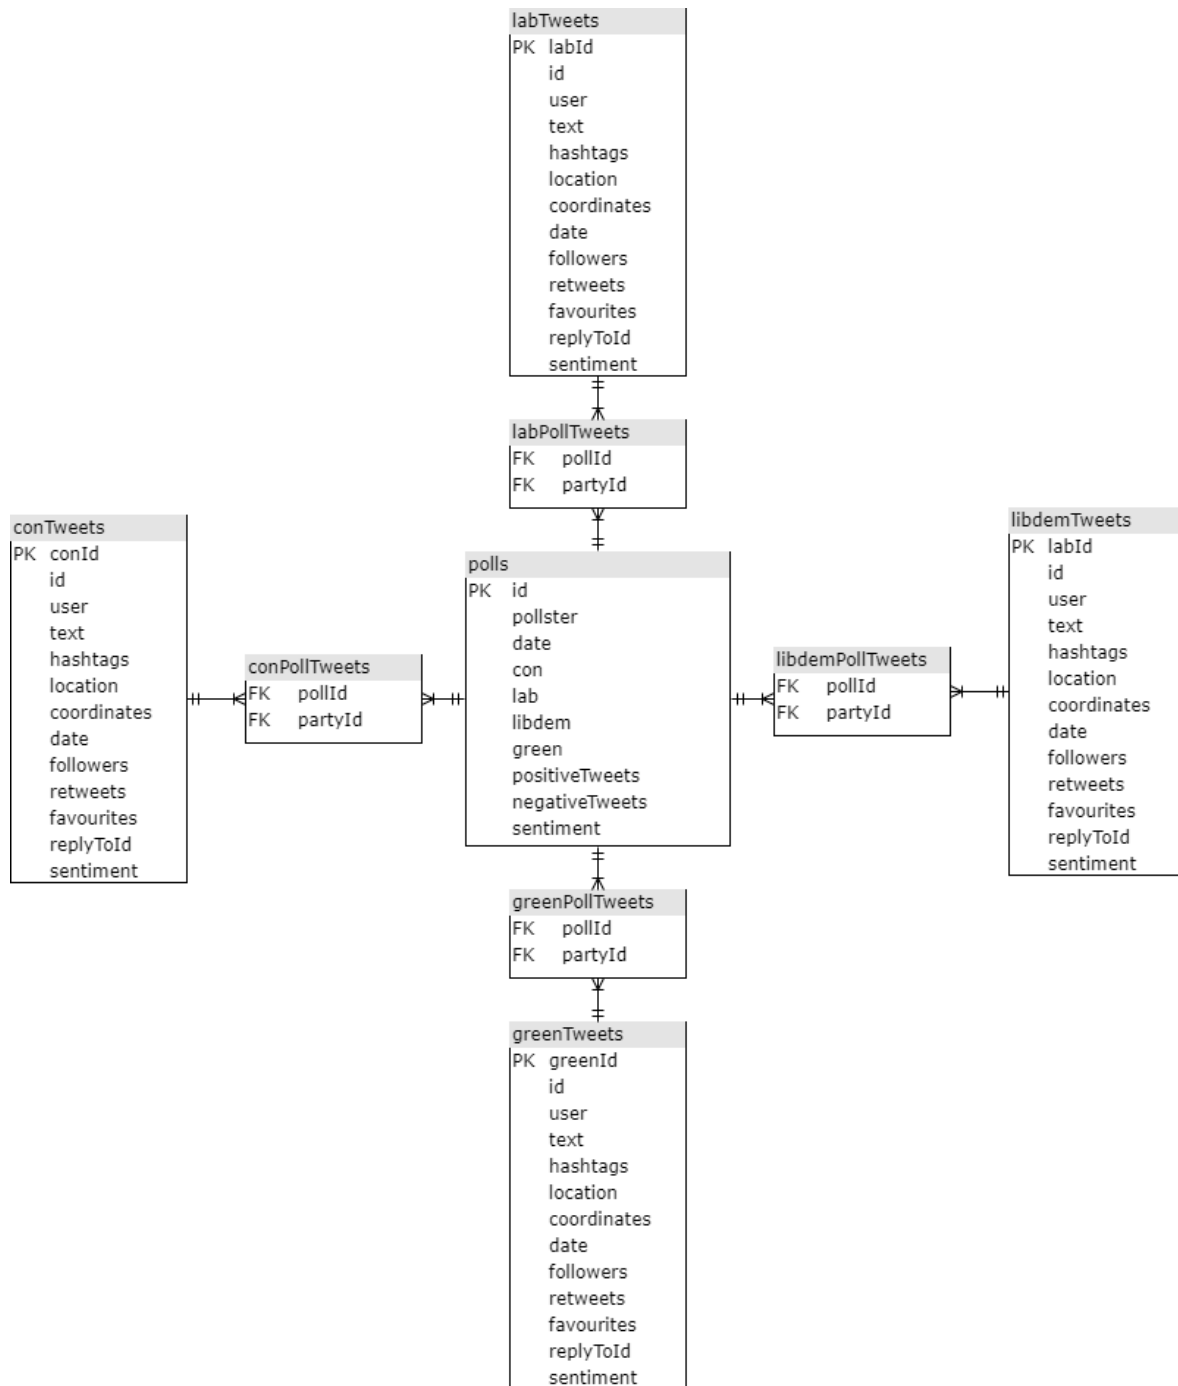 labTweets
PK labId
id
user
text
hashtags
location
coordinates
date
followers
retweets
favourites
replyToId
sentiment
labPollTweets
FK pollId
FK partyId
conTweets
PK conId
id
user
text
hashtags
location
coordinates
date
followers
retweets
favourites
replyToId
sentiment
conPollTweets
FK pollId
FK partyId
polls
PK id
pollster
date
con
lab
libdem
green
positiveTweets
negativeTweets
sentiment
libdemPollTweets
FK pollId
FK partyId
libdemTweets
PK labId
id
user
text
hashtags
location
coordinates
date
followers
retweets
favourites
replyToId
sentiment
greenPollTweets
FK pollId
FK partyId
greenTweets
PK greenId
id
user
text
hashtags
location
coordinates
date
followers
retweets
favourites
replyToId
sentiment